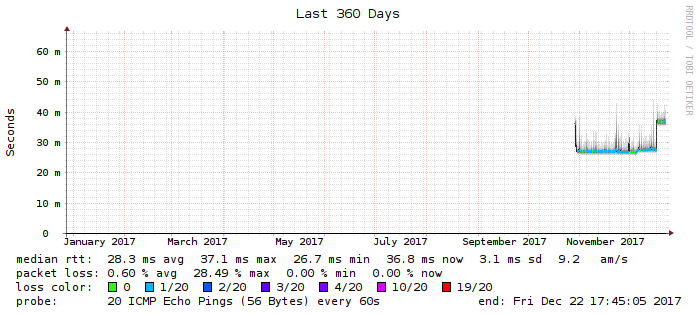 Last 360 Days
RRDTOOL / TOBI OETIKER
Seconds
60 m
50 m
40 m
30 m
20 m
10 m
0
January 2017 March 2017 May 2017 July 2017 September 2017 November 2017
median rtt: 28.3 ms avg 37.1 ms max 26.7 ms min 36.8 ms now 3.1 ms sd 9.2 am/s
packet loss: 0.60 % avg 28.49 % max 0.00 % min 0.00 % now
loss color: 0 1/20 2/20 3/20 4/20 10/20 19/20
probe: 20 ICMP Echo Pings (56 Bytes) every 60s end: Fri Dec 22 17:45:05 2017